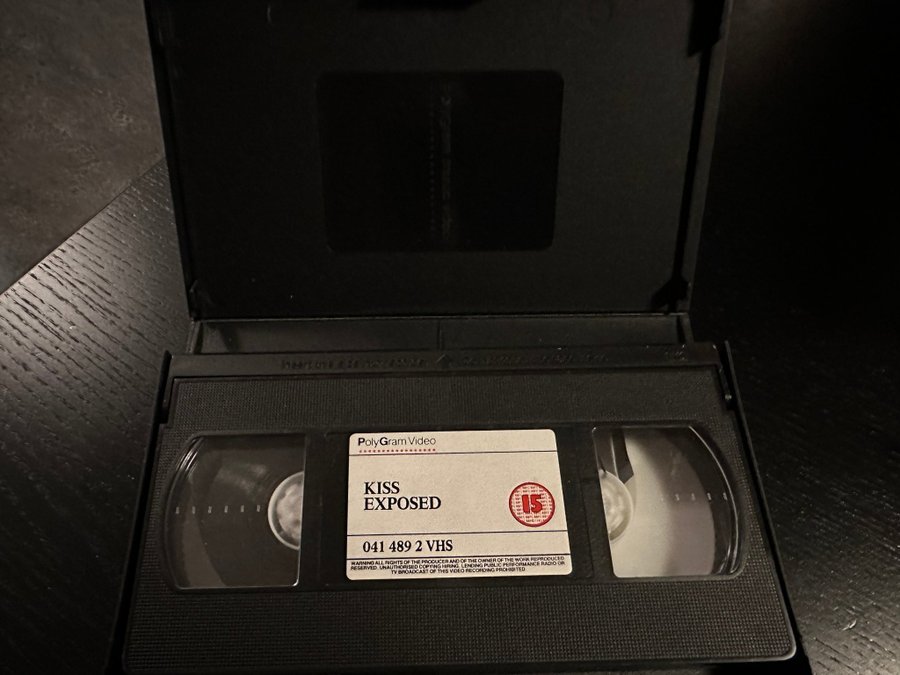 PolyGram Video
KISS
EXPOSED
15
041 489 2 VHS
WARNING ALL RIGHTS OF THE PRODUCER AND OF THE OWNER OF THE WORK REPRODUCED
RESERVED. UNAUTHORISED COPYING HIRING, LENDING PUBLIC PERFORMANCE RADIO OR
TV BROADCAST OF THIS VIDEO RECORDING PROHIBITED